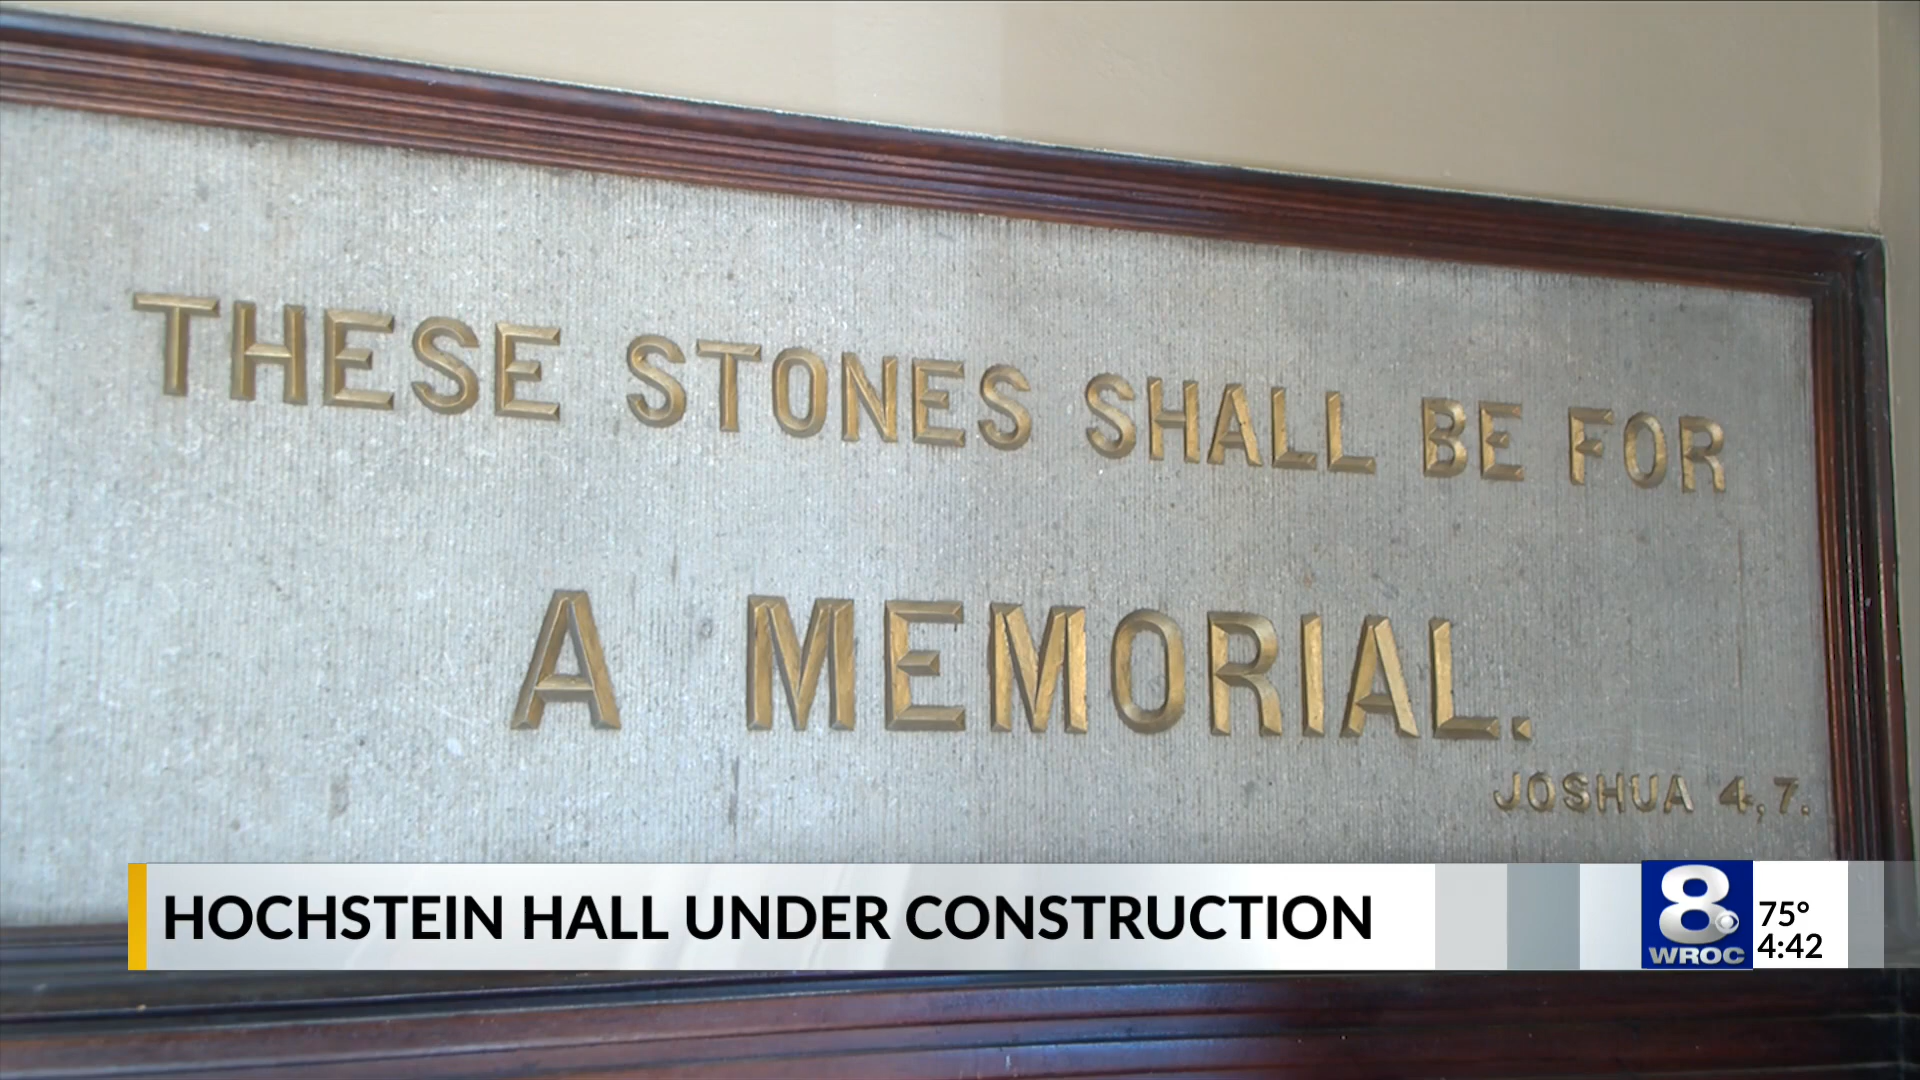 THESE STONES SHALL BE FOR
A MEMORIAL.
JOSHUA 4,7.
HOCHSTEIN HALL UNDER CONSTRUCTION
8
WROC
75°
4:42